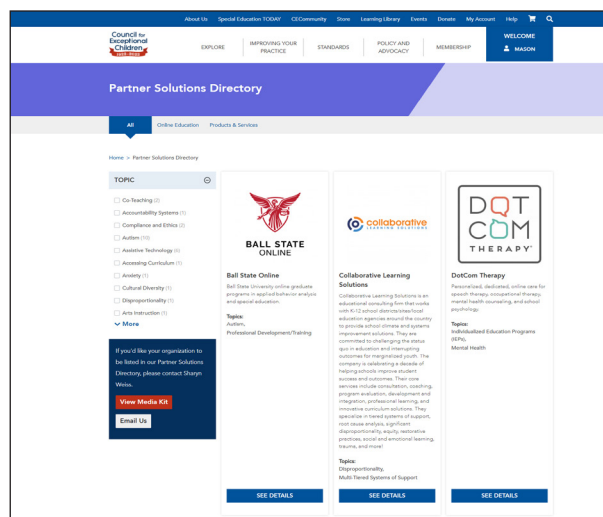 About Us Special Education TODAY CECommunity Store Learning Library Events Donate My Account Help
Council for
Exceptional
Children
EXPLORE
IMPROVING YOUR
PRACTICE
STANDARDS
POLICY AND
ADVOCACY
MEMBERSHIP
WELCOME
MASON
Partner Solutions Directory
All Online Education Products & Services
Home > Partner Solutions Directory
TOPIC
Co-Teaching (2)
Accountability Systems (1)
Compliance and Ethics (2)
Autism (10)
Assistive Technology (6)
Accessing Curriculum (1)
Anxiety (1)
Cultural Diversity (1)
Disproportionality (1)
Arts Instruction (1)
More
If you'd like your organization to
be listed in our Partner Solutions
Directory, please contact Sharyn
Weiss.
View Media Kit
Email Us
BALL STATE
ONLINE
Ball State Online
Ball State University online graduate
programs in applied behavior analysis
and special education.
Topics:
Autism,
Professional Development/Training
SEE DETAILS
collaborative
LEARNING SOLUTIONS
Collaborative Learning
Solutions
Collaborative Learning Solutions is an
educational consulting firm that works
with K-12 school districts/sites/local
education agencies around the country
to provide school climate and systems
improvement solutions. They are
committed to challenging the status
quo in education and interrupting
outcomes for marginalized youth. The
company is celebrating a decade of
helping schools improve student
success and outcomes. Their core
services include consultation, coaching,
program evaluation, development and
integration, professional learning, and
innovative curriculum solutions. They
specialize in tiered systems of support,
root cause analysis, significant
disproportionality, equity, restorative
practices, social and emotional learning,
trauma, and more!
Topics:
Disproportionality,
Multi-Tiered Systems of Support
SEE DETAILS
DOT
COM
THERAPY
DotCom Therapy
Personalized, dedicated, online care for
speech therapy, occupational therapy,
mental health counseling, and school
psychology.
Topics:
Individualized Education Programs
(IEPs),
Mental Health
SEE DETAILS